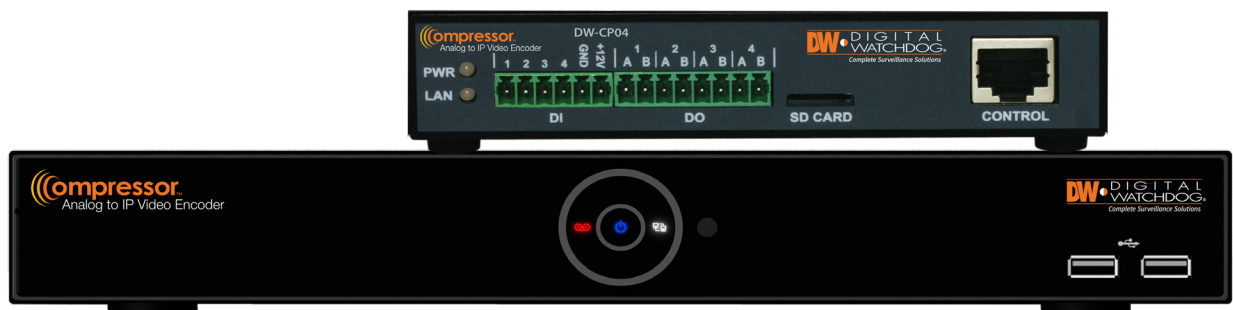 Compressor
Analog to IP Video Encoder
DW-CP04
DW DIGITAL WATCHDOG®
Complete Surveillance Solutions
PWR
LAN
1 2 3 4 GND +12V
1 2 3 4
A B A B A B A B
DI
DO
SD CARD
CONTROL
Compressor™
Analog to IP Video Encoder
DW DIGITAL WATCHDOG®
Complete Surveillance Solutions